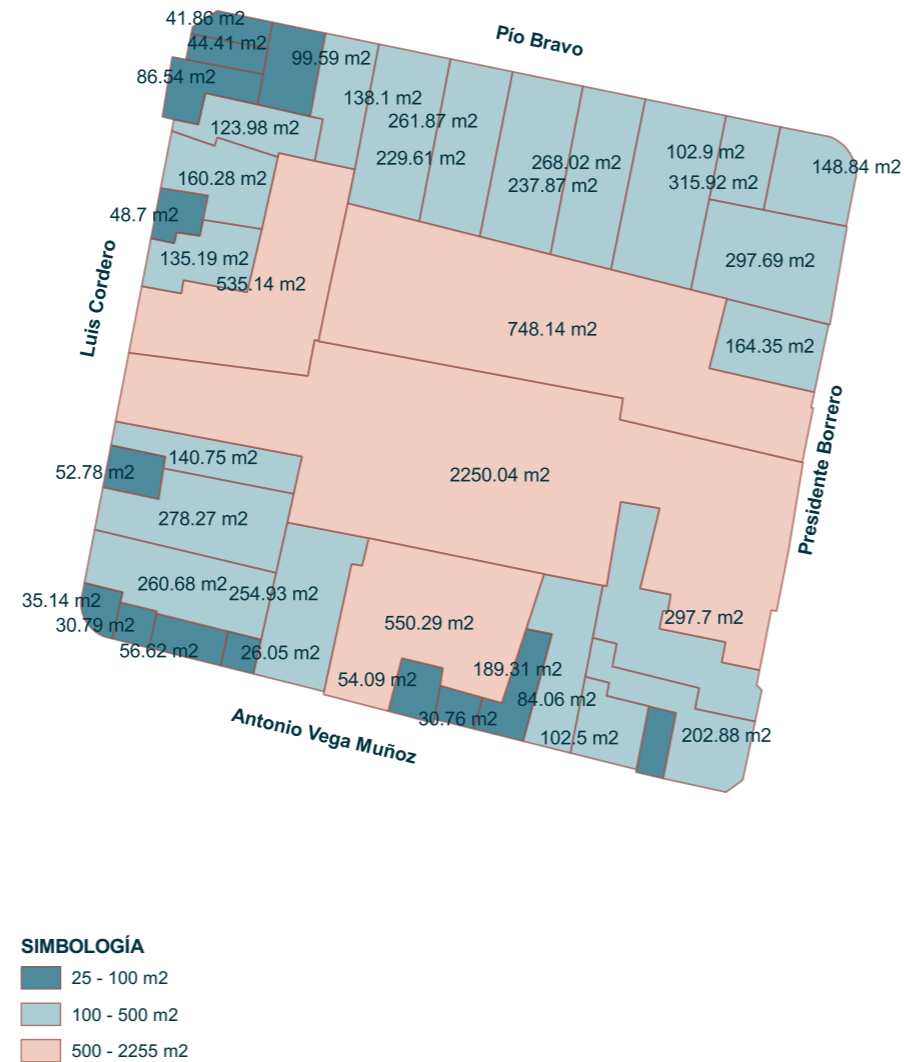 41.86 m2
44.41 m2
Pío Bravo
99.59 m2
86.54 m2
138.1 m2
261.87 m2
123.98 m2
229.61 m2
102.9 m2
268.02 m2
148.84 m2
160.28 m2
237.87 m2
315.92 m2
48.7 m2
135.19 m2
297.69 m2
535.14 m2
Luis Cordero
748.14 m2
164.35 m2
Presidente Borrero
140.75 m2
52.78 m2
2250.04 m2
278.27 m2
260.68 m2
254.93 m2
35.14 m2
30.79 m2
550.29 m2
297.7 m2
56.62 m2
26.05 m2
189.31 m2
54.09 m2
84.06 m2
30.76 m2
102.5 m2
202.88 m2
Antonio Vega Muñoz
SIMBOLOGÍA
25 - 100 m2
100 - 500 m2
500 - 2255 m2